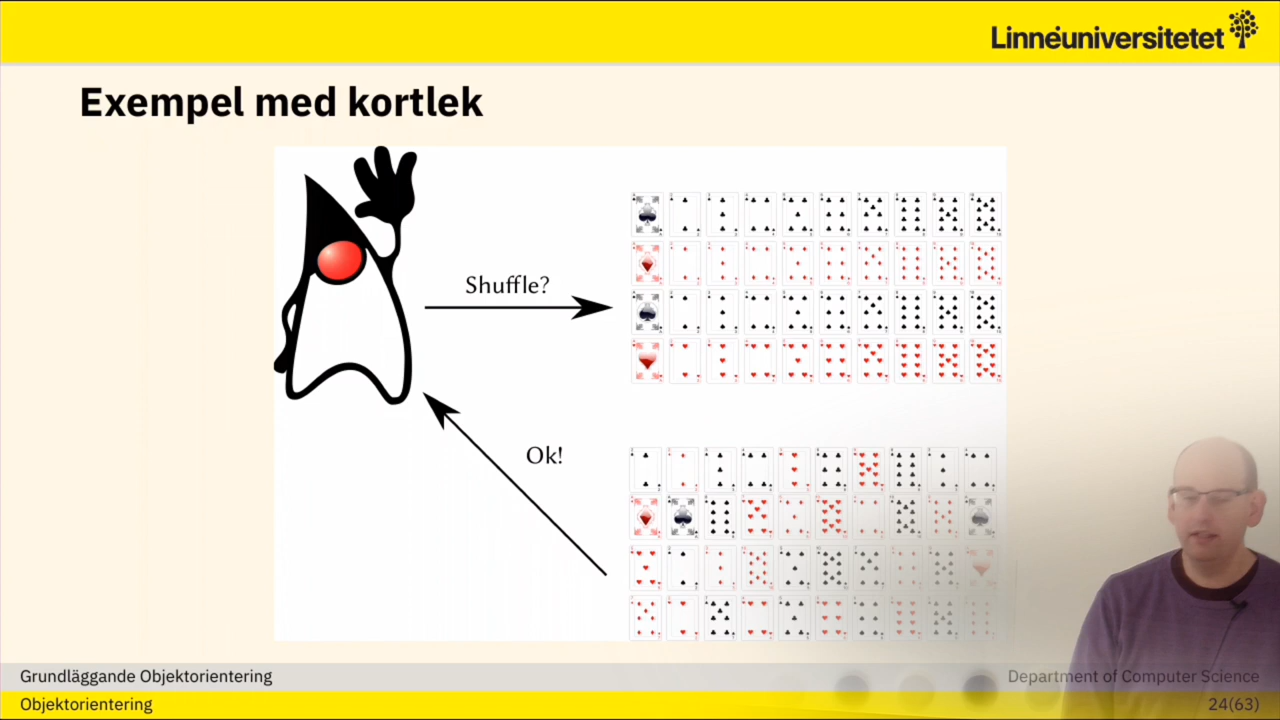 Linnéuniversitetet
Exempel med kortlek
Shuffle?
Ok!
Grundläggande Objektorientering
Department of Computer Science
Objektorientering
24(63)